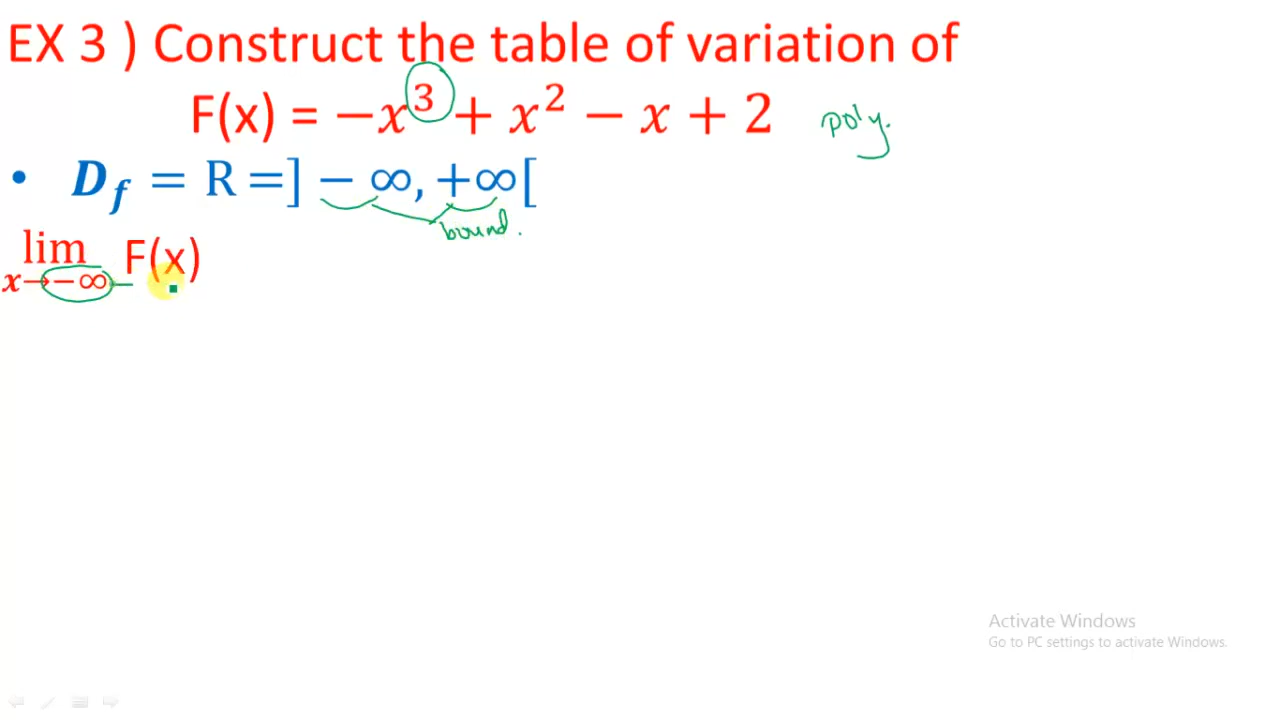 EX 3 ) Construct the table of variation of
F(x) = −x³ + x² − x + 2 poly.
• D_f = R =] − ∞, +∞[
bound.
lim F(x)
x→−∞
Activate Windows
Go to PC settings to activate Windows.